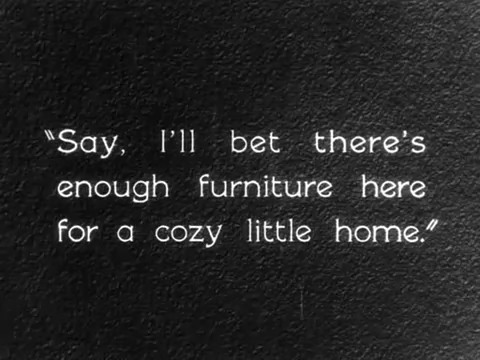 "Say, I'll bet there's
enough furniture here
for a cozy little home."